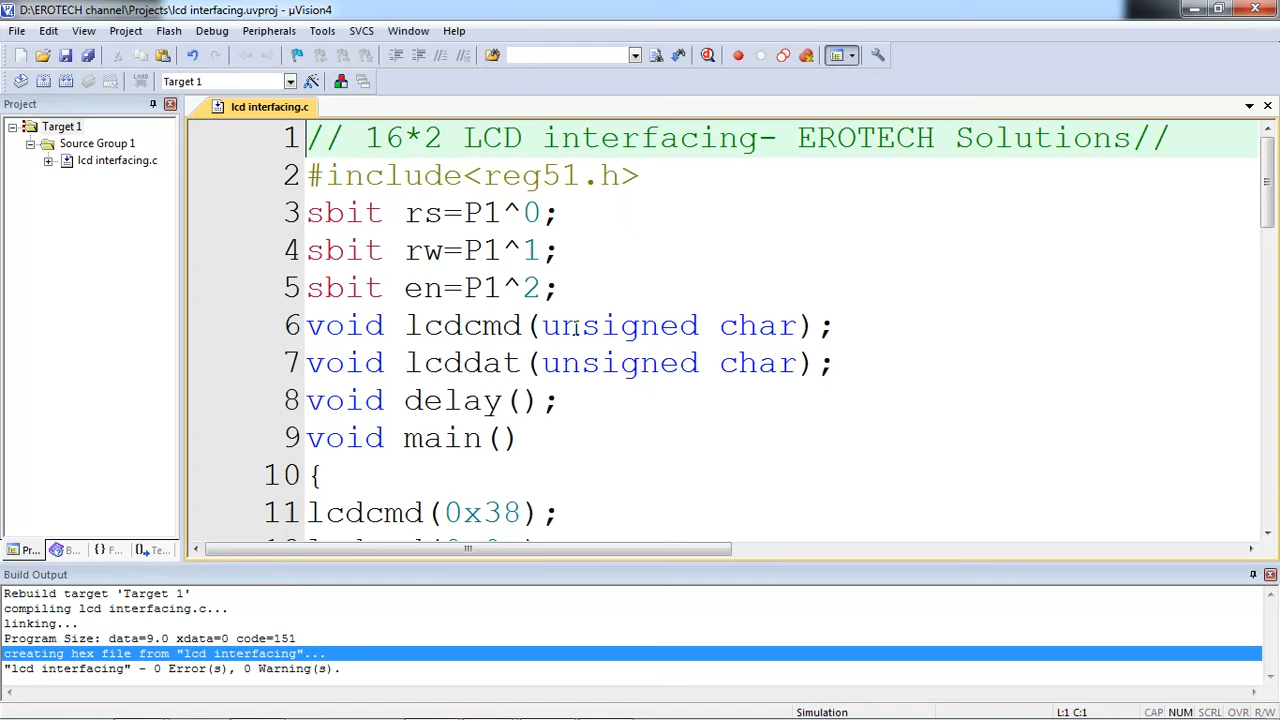 D:\EROTECH channel\Projects\lcd interfacing.uvproj - µVision4
File Edit View Project Flash Debug Peripherals Tools SVCS Window Help
LOAD Target 1
Project
lcd interfacing.c
Target 1
Source Group 1
lcd interfacing.c
1 // 16*2 LCD interfacing- EROTECH Solutions//
2 #include<reg51.h>
3 sbit rs=P1^0;
4 sbit rw=P1^1;
5 sbit en=P1^2;
6 void lcdcmd(unsigned char);
7 void lcddat(unsigned char);
8 void delay();
9 void main()
10 {
11 lcdcmd(0x38);
Pr... B... {} F... Te...
Build Output
Rebuild target 'Target 1'
compiling lcd interfacing.c...
linking...
Program Size: data=9.0 xdata=0 code=151
creating hex file from "lcd interfacing"...
"lcd interfacing" - 0 Error(s), 0 Warning(s).
Simulation L:1 C:1 CAP NUM SCRL OVR R/W